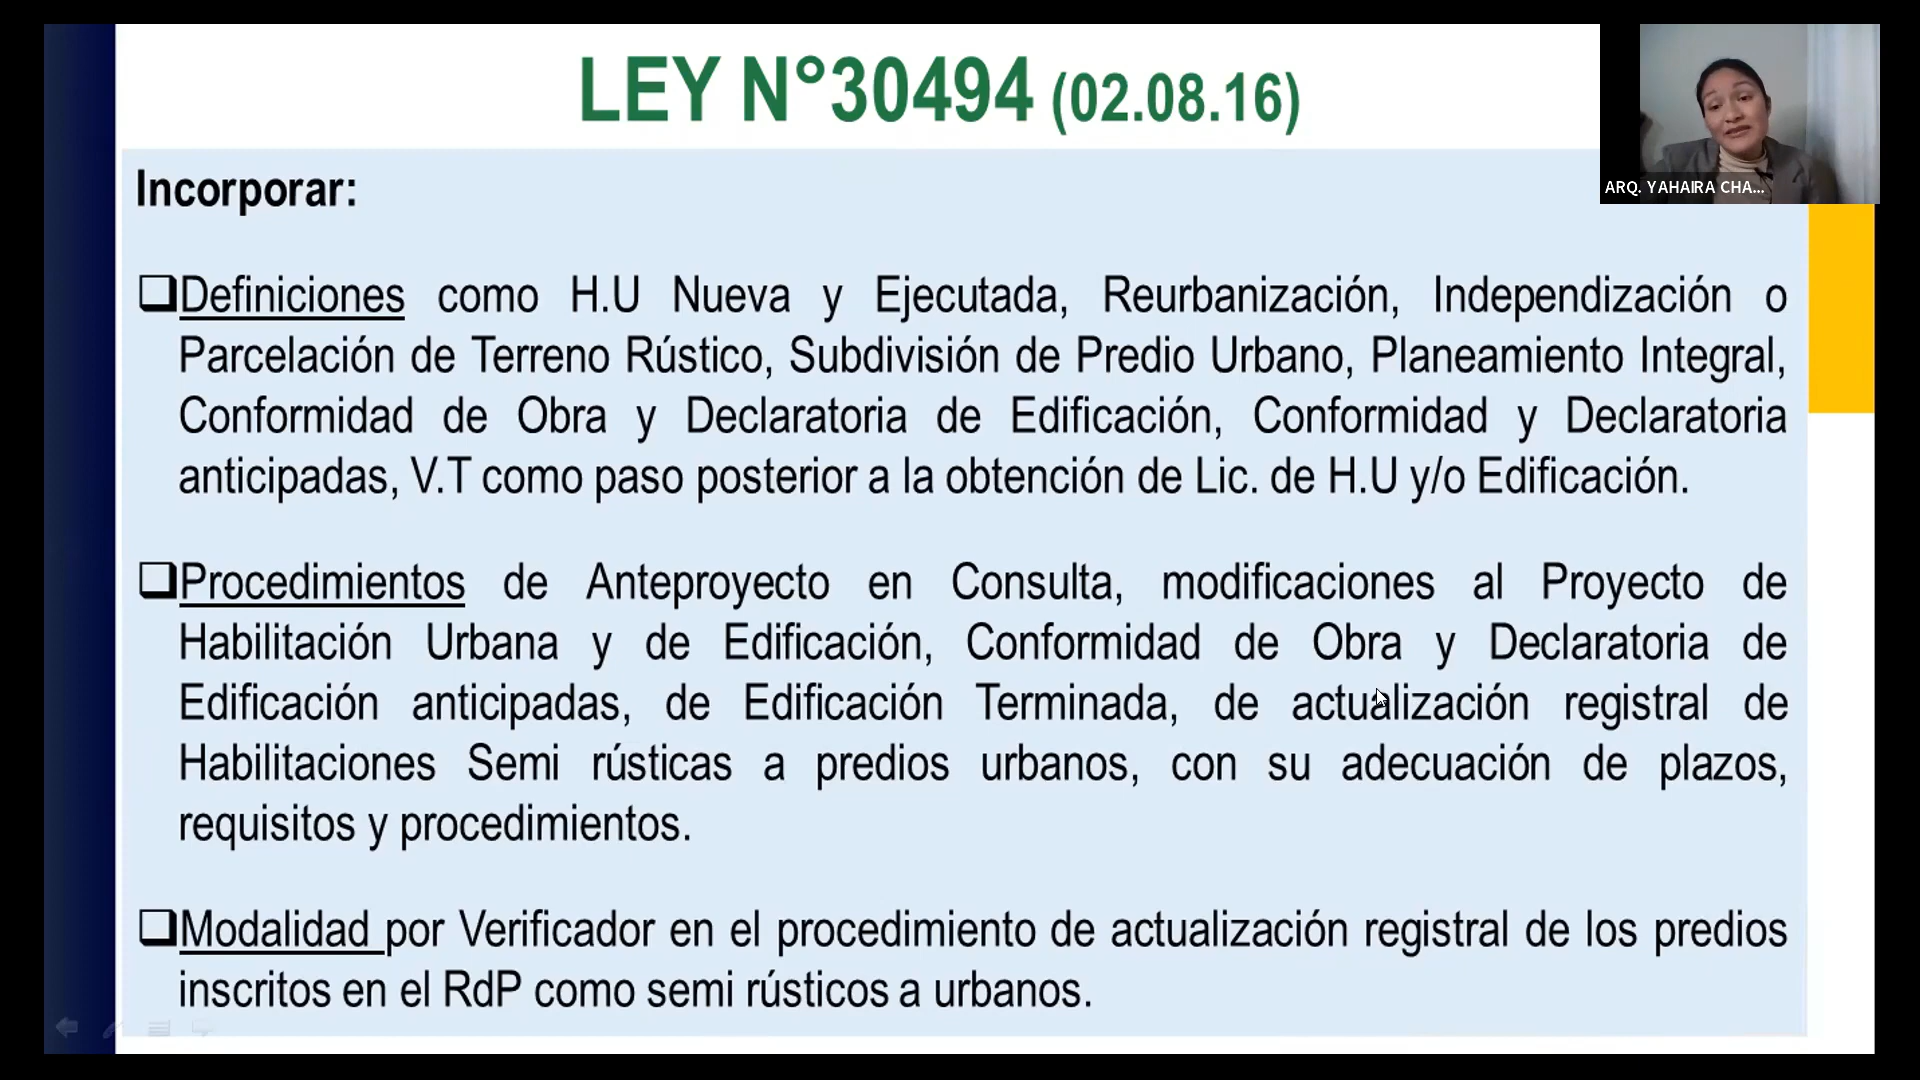 LEY N°30494 (02.08.16)
ARQ. YAHAIRA CHA...
Incorporar:
Definiciones como H.U Nueva y Ejecutada, Reurbanización, Independización o
Parcelación de Terreno Rústico, Subdivisión de Predio Urbano, Planeamiento Integral,
Conformidad de Obra y Declaratoria de Edificación, Conformidad y Declaratoria
anticipadas, V.T como paso posterior a la obtención de Lic. de H.U y/o Edificación.
Procedimientos de Anteproyecto en Consulta, modificaciones al Proyecto de
Habilitación Urbana y de Edificación, Conformidad de Obra y Declaratoria de
Edificación anticipadas, de Edificación Terminada, de actualización registral de
Habilitaciones Semi rústicas a predios urbanos, con su adecuación de plazos,
requisitos y procedimientos.
Modalidad por Verificador en el procedimiento de actualización registral de los predios
inscritos en el RdP como semi rústicos a urbanos.